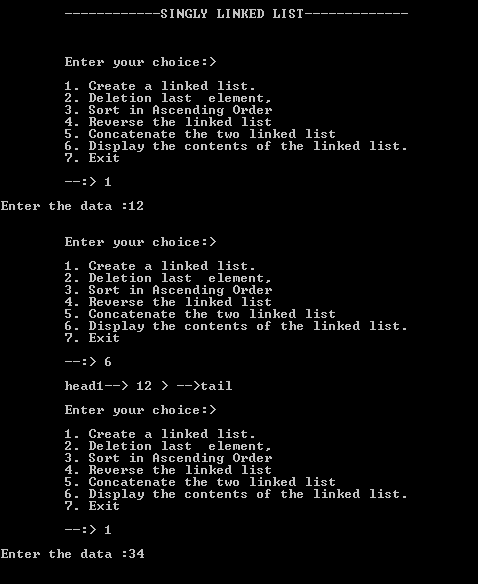 ------------SINGLY LINKED LIST-------------
Enter your choice:>
1. Create a linked list.
2. Deletion last  element,
3. Sort in Ascending Order
4. Reverse the linked list
5. Concatenate the two linked list
6. Display the contents of the linked list.
7. Exit
--:> 1
Enter the data :12
Enter your choice:>
1. Create a linked list.
2. Deletion last  element,
3. Sort in Ascending Order
4. Reverse the linked list
5. Concatenate the two linked list
6. Display the contents of the linked list.
7. Exit
--:> 6
head1--> 12 > -->tail
Enter your choice:>
1. Create a linked list.
2. Deletion last  element,
3. Sort in Ascending Order
4. Reverse the linked list
5. Concatenate the two linked list
6. Display the contents of the linked list.
7. Exit
--:> 1
Enter the data :34